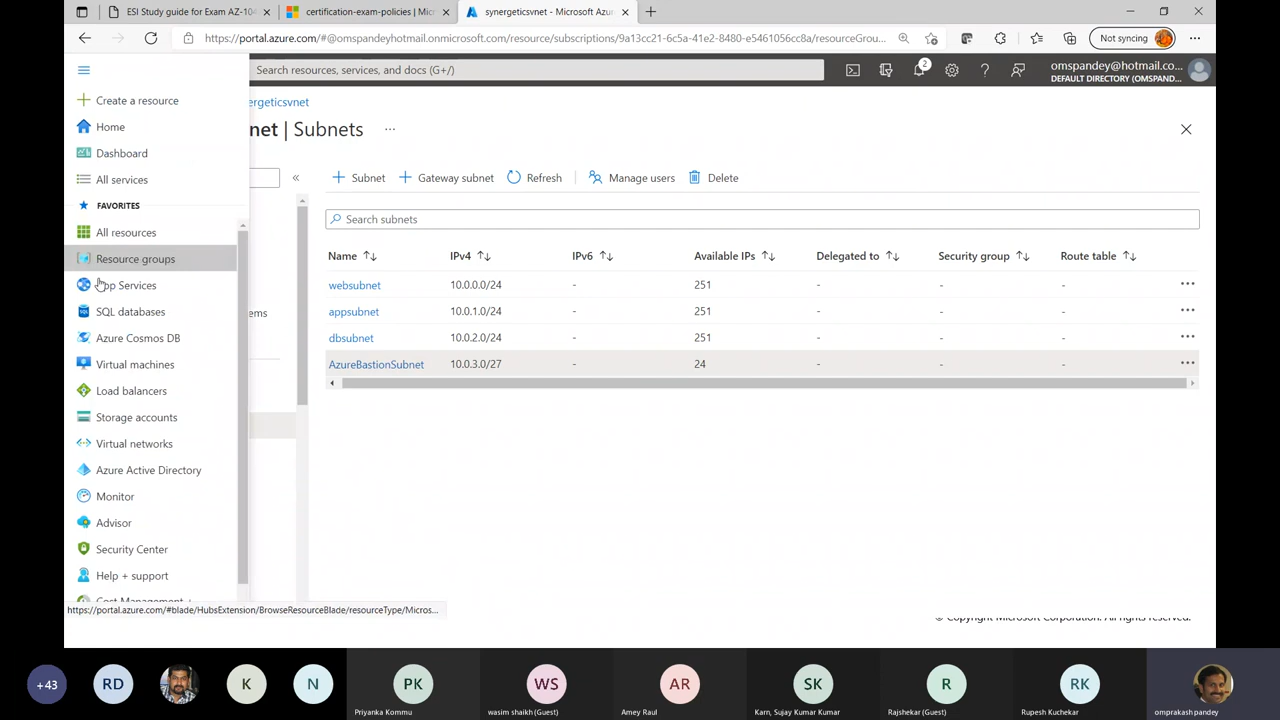 ESI Study guide for Exam AZ-104
certification-exam-policies | Micr
synergeticsvnet - Microsoft Azu
https://portal.azure.com/#@omspandeyhotmail.onmicrosoft.com/resource/subscriptions/9a13cc21-6c5a-41e2-8480-e5461056cc8a/resourceGrou...
Not syncing
Search resources, services, and docs (G+/)
2
omspandey@hotmail.co...
DEFAULT DIRECTORY (OMSPAND...
Create a resource
Home
Dashboard
All services
FAVORITES
All resources
Resource groups
pp Services
SQL databases
Azure Cosmos DB
Virtual machines
Load balancers
Storage accounts
Virtual networks
Azure Active Directory
Monitor
Advisor
Security Center
Help + support
Cost Management +
https://portal.azure.com/#blade/HubsExtension/BrowseResourceBlade/resourceType/Micros...
ergeticsvnet
net | Subnets ...
ems
Subnet Gateway subnet Refresh Manage users Delete
Search subnets
Name IPv4 IPv6 Available IPs Delegated to Security group Route table
websubnet 10.0.0.0/24 - 251 - - -
appsubnet 10.0.1.0/24 - 251 - - -
dbsubnet 10.0.2.0/24 - 251 - - -
AzureBastionSubnet 10.0.3.0/27 - 24 - - -
© Copyright Microsoft Corporation. All rights reserved.
+43
RD
K
N
PK
Priyanka Kommu
WS
wasim shaikh (Guest)
AR
Amey Raul
SK
Karn, Sujay Kumar Kumar
R
Rajshekar (Guest)
RK
Rupesh Kuchekar
omprakash pandey